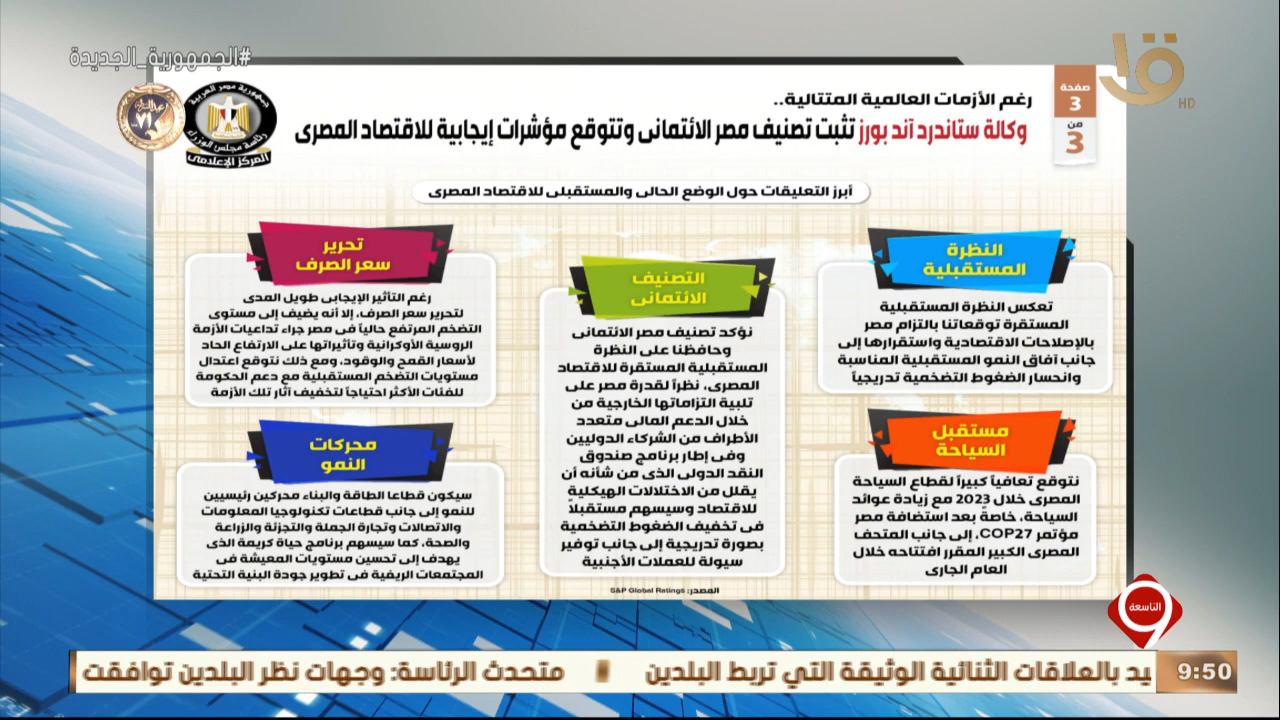 #الجمهورية_الجديدة
HD
صفحة
3
من
3
رغم الأزمات العالمية المتتالية..
وكالة ستاندرد آند بورز تثبت تصنيف مصر الائتمانى وتتوقع مؤشرات إيجابية للاقتصاد المصرى
جمهورية مصر العربية
رئاسة مجلس الوزراء
المركز الإعلامى
أبرز التعليقات حول الوضع الحالى والمستقبلى للاقتصاد المصرى
النظرة
المستقبلية
تعكس النظرة المستقبلية
المستقرة توقعاتنا بالتزام مصر
بالإصلاحات الاقتصادية واستقرارها إلى
جانب آفاق النمو المستقبلية المناسبة
وانحسار الضغوط التضخمية تدريجياً
مستقبل
السياحة
نتوقع تعافياً كبيراً لقطاع السياحة
المصرى خلال 2023 مع زيادة عوائد
السياحة، خاصةً بعد استضافة مصر
مؤتمر COP27، إلى جانب المتحف
المصرى الكبير المقرر افتتاحه خلال
العام الجارى
التصنيف
الائتمانى
نؤكد تصنيف مصر الائتمانى
وحافظنا على النظرة
المستقبلية المستقرة للاقتصاد
المصرى، نظراً لقدرة مصر على
تلبية التزاماتها الخارجية من
خلال الدعم المالى متعدد
الأطراف من الشركاء الدوليين
وفى إطار برنامج صندوق
النقد الدولى الذى من شأنه أن
يقلل من الاختلالات الهيكلية
للاقتصاد وسيسهم مستقبلاً
فى تخفيف الضغوط التضخمية
بصورة تدريجية إلى جانب توفير
سيولة للعملات الأجنبية
تحرير
سعر الصرف
رغم التأثير الإيجابى طويل المدى
لتحرير سعر الصرف، إلا أنه يضيف إلى مستوى
التضخم المرتفع حالياً فى مصر جراء تداعيات الأزمة
الروسية الأوكرانية وتأثيراتها على الارتفاع الحاد
لأسعار القمح والوقود، ومع ذلك نتوقع اعتدال
مستويات التضخم المستقبلية مع دعم الحكومة
للفئات الأكثر احتياجاً لتخفيف آثار تلك الأزمة
محركات
النمو
سيكون قطاعا الطاقة والبناء محركين رئيسيين
للنمو إلى جانب قطاعات تكنولوجيا المعلومات
والاتصالات وتجارة الجملة والتجزئة والزراعة
والصحة، كما سيسهم برنامج حياة كريمة الذى
يهدف إلى تحسين مستويات المعيشة فى
المجتمعات الريفية فى تطوير جودة البنية التحتية
المصدر: S&P Global Ratings
التاسعة
9
9:50
يد بالعلاقات الثنائية الوثيقة التي تربط البلدين
متحدث الرئاسة: وجهات نظر البلدين توافقت